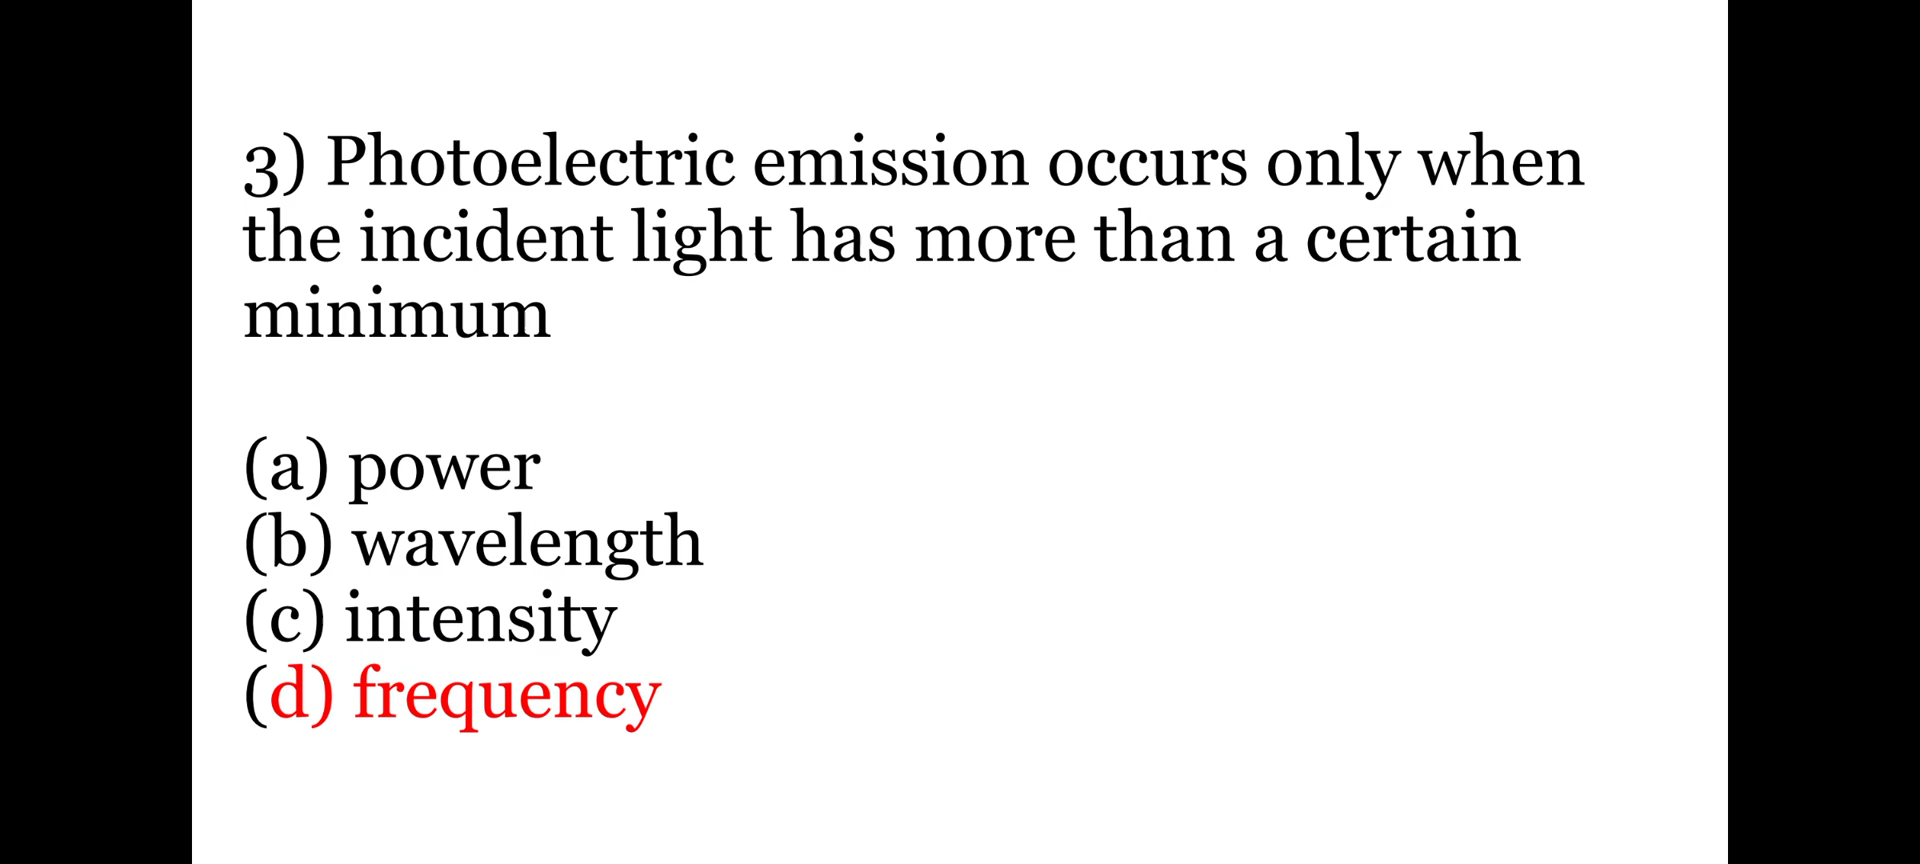 3) Photoelectric emission occurs only when
the incident light has more than a certain
minimum
(a) power
(b) wavelength
(c) intensity
(d) frequency